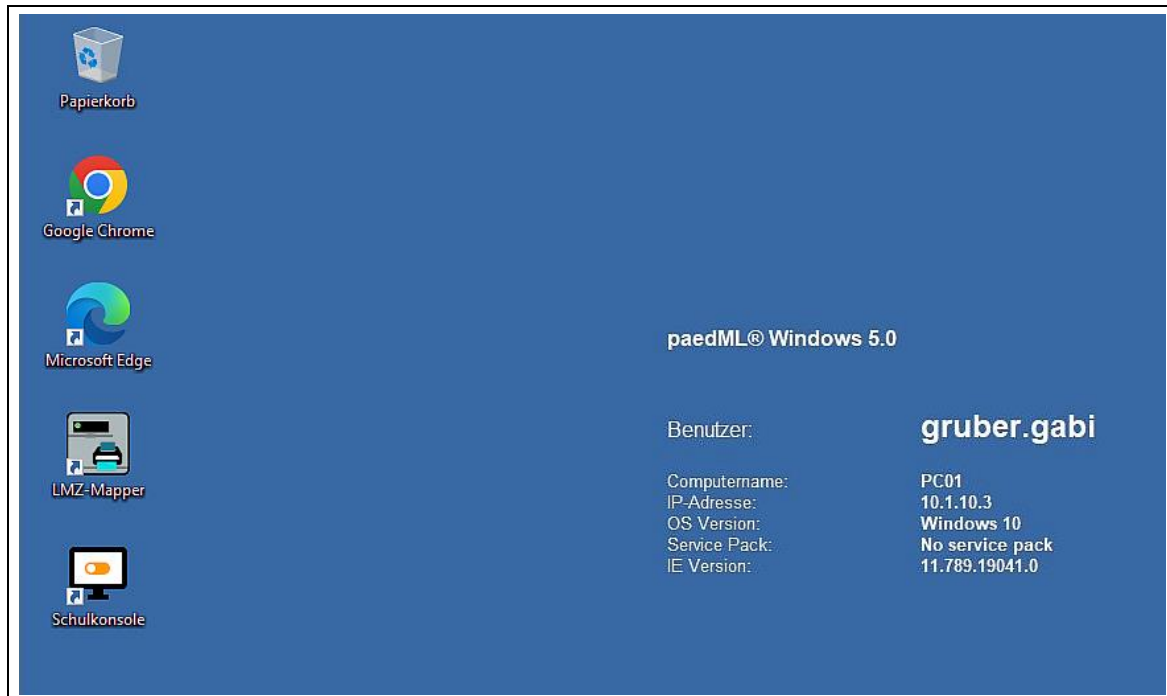 Papierkorb
Google Chrome
Microsoft Edge
LMZ-Mapper
Schulkonsole
paedML® Windows 5.0
Benutzer: gruber.gabi
Computername: PC01
IP-Adresse: 10.1.10.3
OS Version: Windows 10
Service Pack: No service pack
IE Version: 11.789.19041.0